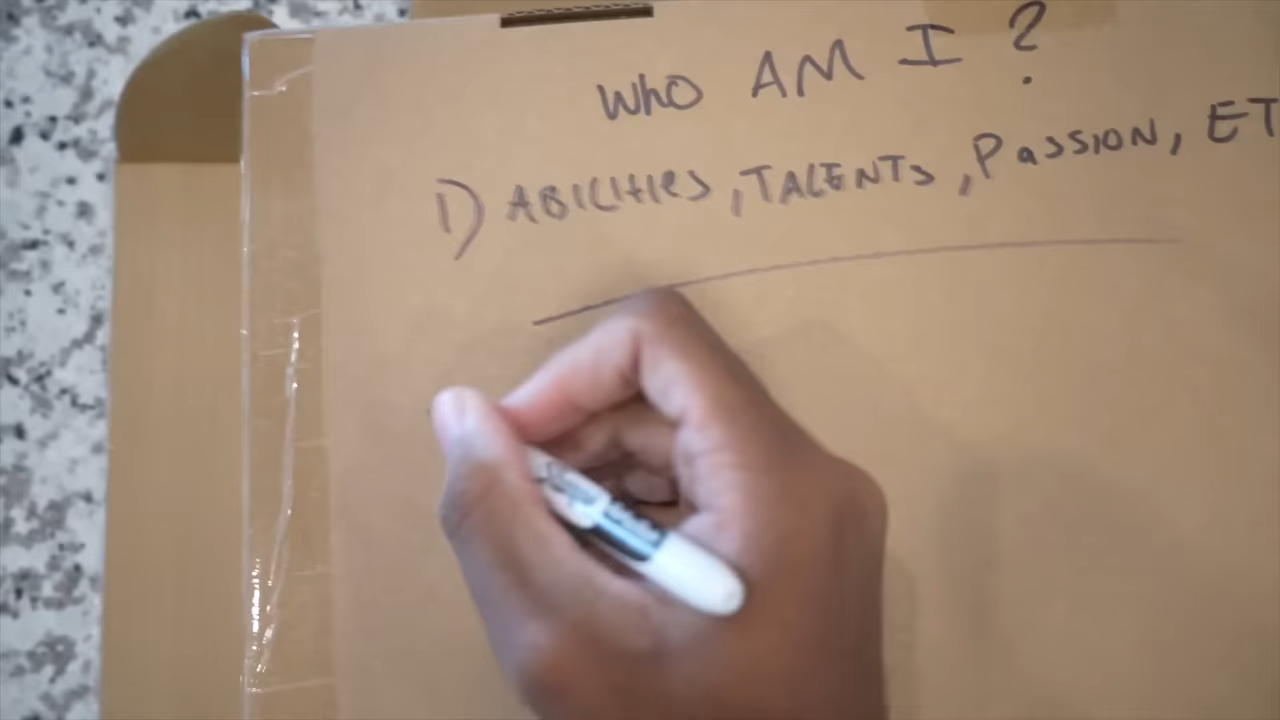 Who AM I ?
1) ABILITIES, TALENTS, PassION, ET